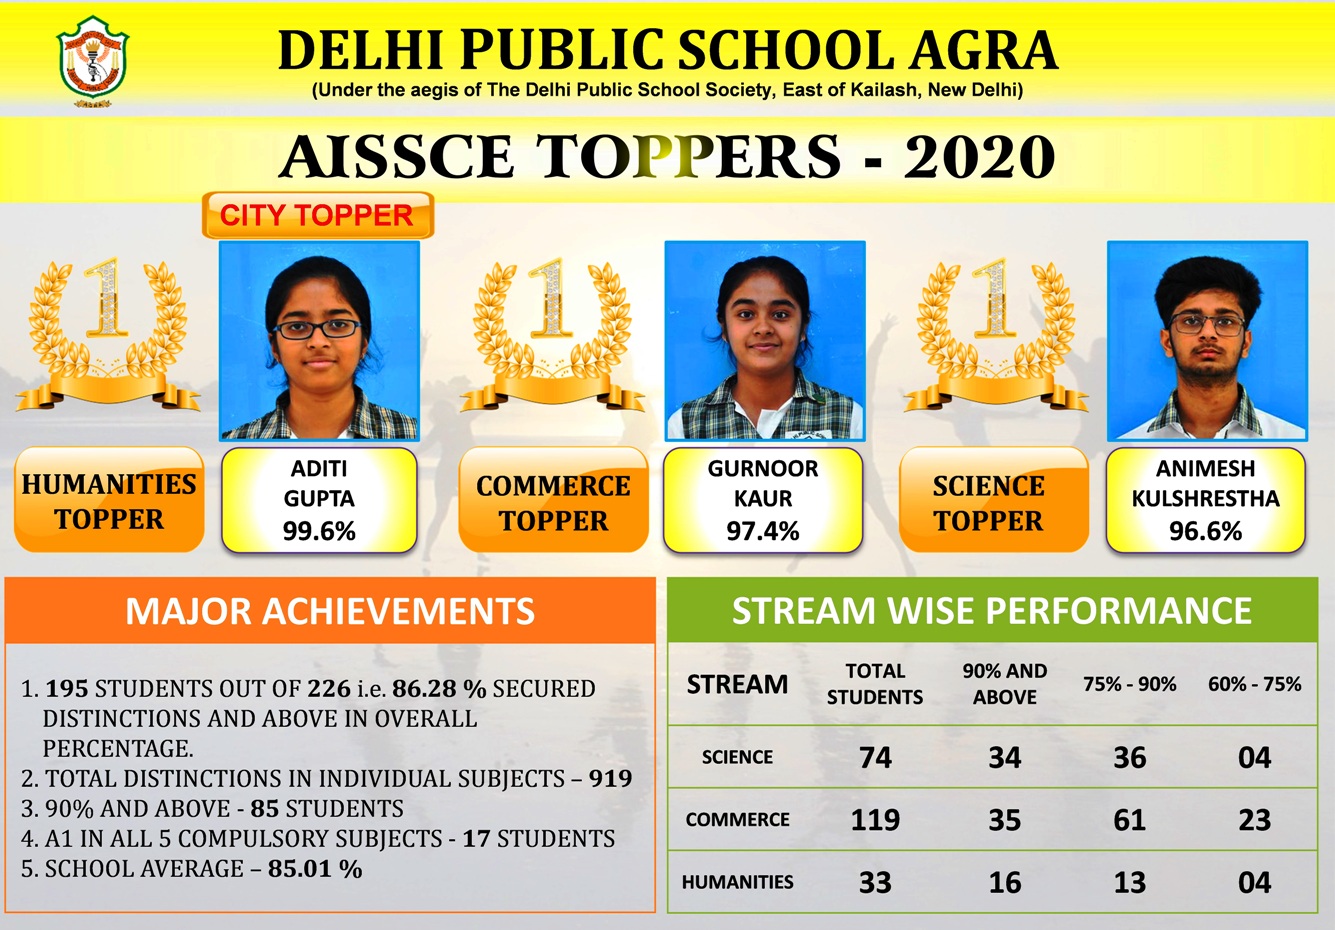 DELHI PUBLIC SCHOOL AGRA
(Under the aegis of The Delhi Public School Society, East of Kailash, New Delhi)
AISSCE TOPPERS - 2020
CITY TOPPER
1
HUMANITIES
TOPPER
ADITI
GUPTA
99.6%
1
COMMERCE
TOPPER
GURNOOR
KAUR
97.4%
1
SCIENCE
TOPPER
ANIMESH
KULSHRESTHA
96.6%
MAJOR ACHIEVEMENTS
1. 195 STUDENTS OUT OF 226 i.e. 86.28 % SECURED
DISTINCTIONS AND ABOVE IN OVERALL
PERCENTAGE.
2. TOTAL DISTINCTIONS IN INDIVIDUAL SUBJECTS – 919
3. 90% AND ABOVE - 85 STUDENTS
4. A1 IN ALL 5 COMPULSORY SUBJECTS - 17 STUDENTS
5. SCHOOL AVERAGE – 85.01 %
STREAM WISE PERFORMANCE
STREAM TOTAL STUDENTS 90% AND ABOVE 75% - 90% 60% - 75%
SCIENCE 74 34 36 04
COMMERCE 119 35 61 23
HUMANITIES 33 16 13 04